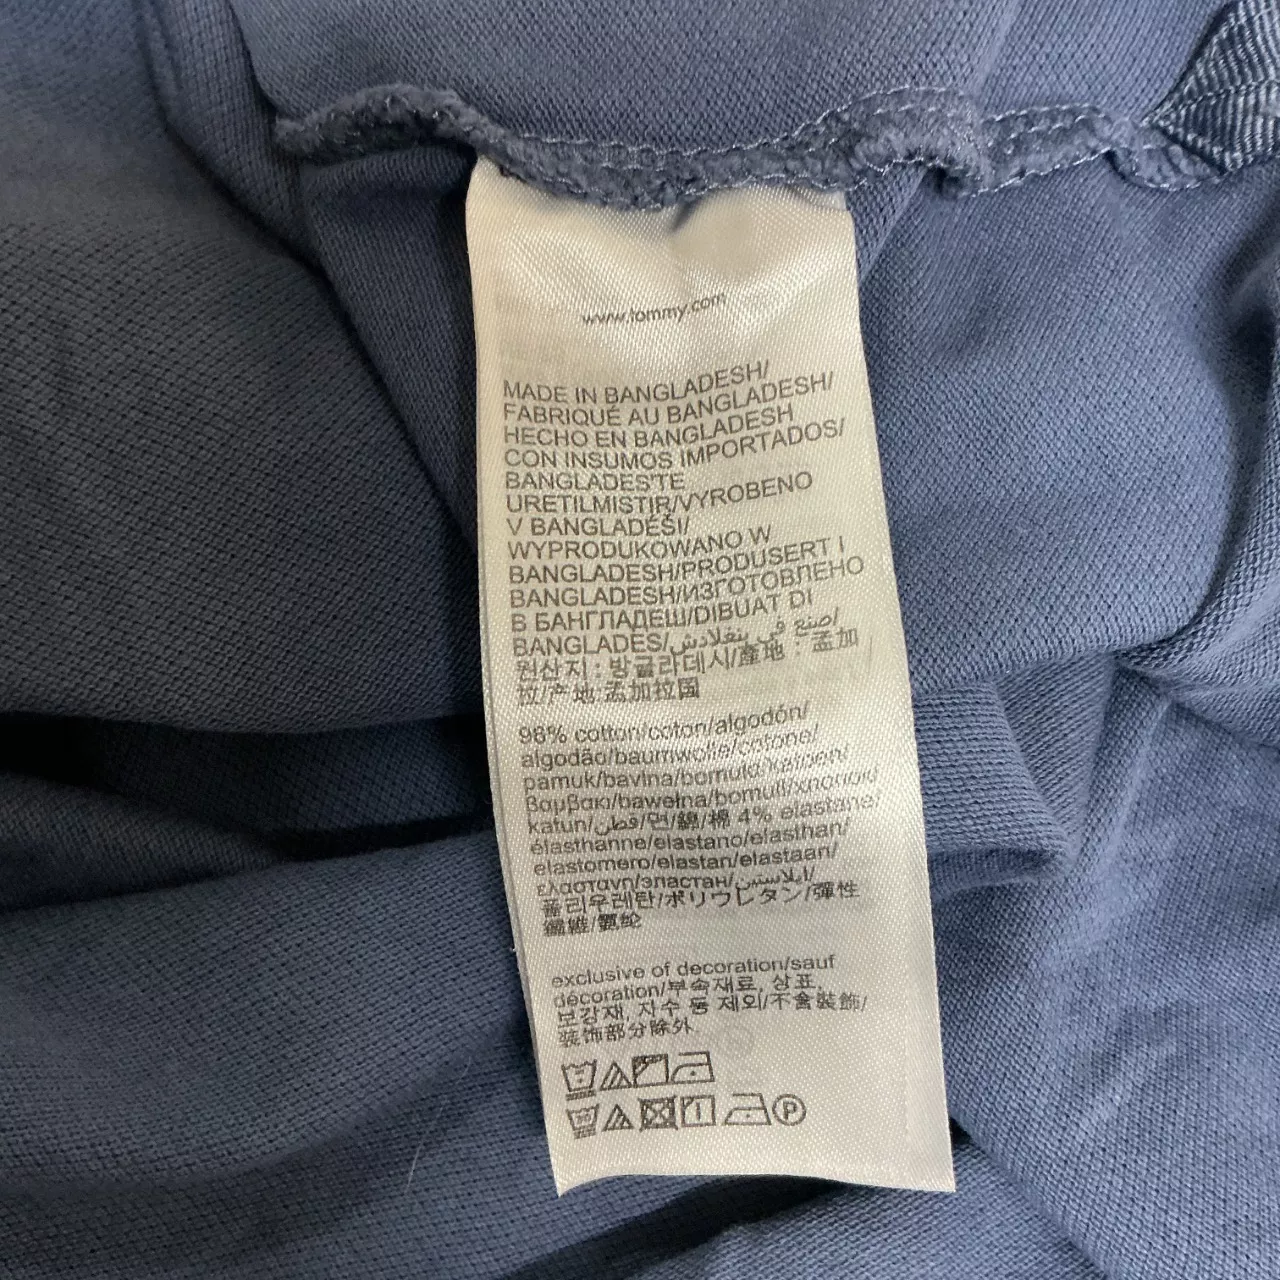 www.tommy.com
MADE IN BANGLADESH/
FABRIQUÉ AU BANGLADESH/
HECHO EN BANGLADESH
CON INSUMOS IMPORTADOS/
BANGLADES'TE
URETILMISTIR/VYROBENO
V BANGLADÉŠI/
WYPRODUKOWANO W
BANGLADESH/PRODUSERT I
BANGLADESH/ИЗГОТОВЛЕНО
В БАНГЛАДЕШ/DIBUAT DI
BANGLADES/صنع في بنغلادش/
원산지 : 방글라데시/產地 : 孟加
拉/产地:孟加拉国
96% cotton/coton/algodón/
algodão/baumwolle/cotone/
pamuk/bavlna/bomuld/katoen/
βαμβακι/bawełna/bomull/хлопок/
katun/قطن/면/綿/棉 4% elastane/
élasthanne/elastano/elasthan/
elastomero/elastan/elastaan/
ελαστανη/эластан/ايلاستين/
폴리우레탄/ポリウレタン/彈性
纖維/氨纶
exclusive of decoration/sauf
décoration/부속재료, 상표,
보강재, 자수 등 제외/不含裝飾/
装饰部分除外.
P